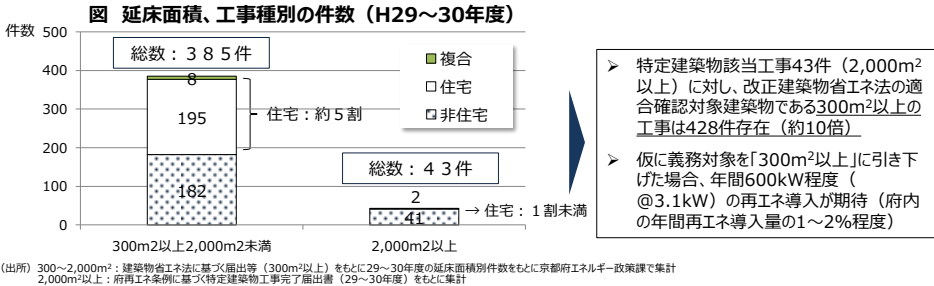 図 延床面積、工事種別の件数（H29～30年度）
件数
500
400
300
200
100
0
総数：３８５件
8
195
182
住宅：約５割
複合
住宅
非住宅
総数：４３件
2
41
→ 住宅：１割未満
300m2以上2,000m2未満
2,000m2以上
➢ 特定建築物該当工事43件（2,000m²
以上）に対し、改正建築物省エネ法の適
合確認対象建築物である300m²以上の
工事は428件存在（約10倍）
➢ 仮に義務対象を「300m²以上」に引き下
げた場合、年間600kW程度（
@3.1kW）の再エネ導入が期待（府内
の年間再エネ導入量の1～2%程度）
（出所）300～2,000m²：建築物省エネ法に基づく届出等（300m²以上）をもとに29～30年度の延床面積別件数をもとに京都府エネルギー政策課で集計
2,000m²以上：府再エネ条例に基づく特定建築物工事完了届出書（29～30年度）をもとに集計